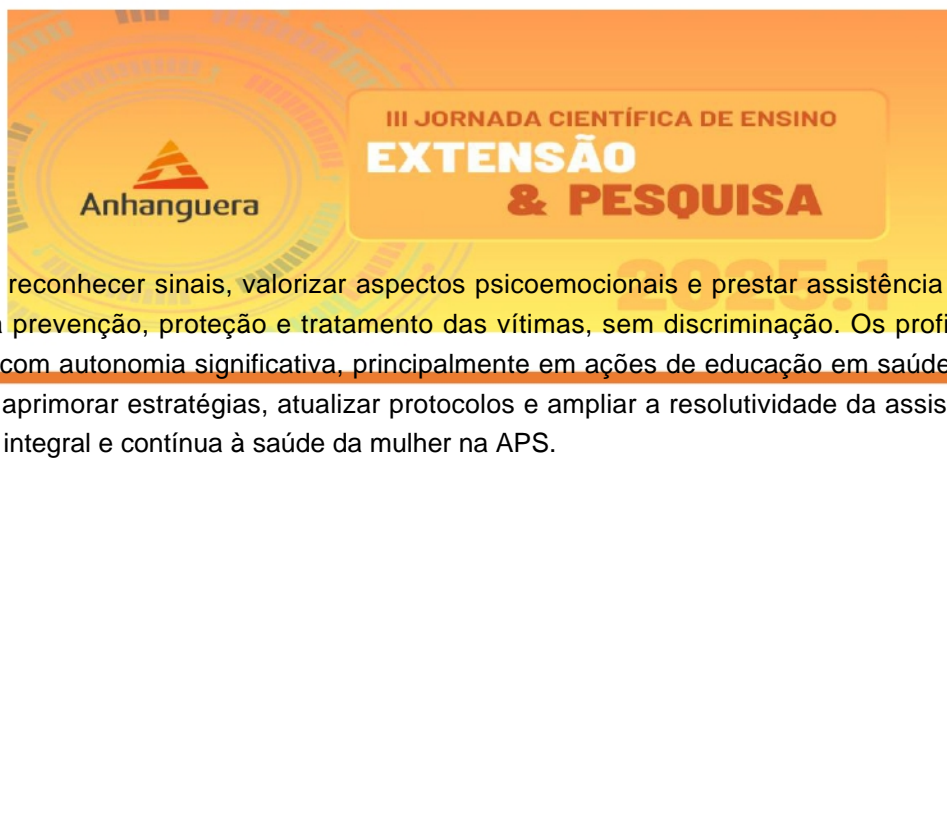 III JORNADA CIENTÍFICA DE ENSINO
EXTENSÃO
& PESQUISA
Anhanguera
2025.1
reconhecer sinais, valorizar aspectos psicoemocionais e prestar assistência
prevenção, proteção e tratamento das vítimas, sem discriminação. Os
com autonomia significativa, principalmente em ações de educação em saúde
aprimorar estratégias, atualizar protocolos e ampliar a resolutividade da
integral e contínua à saúde da mulher na APS.